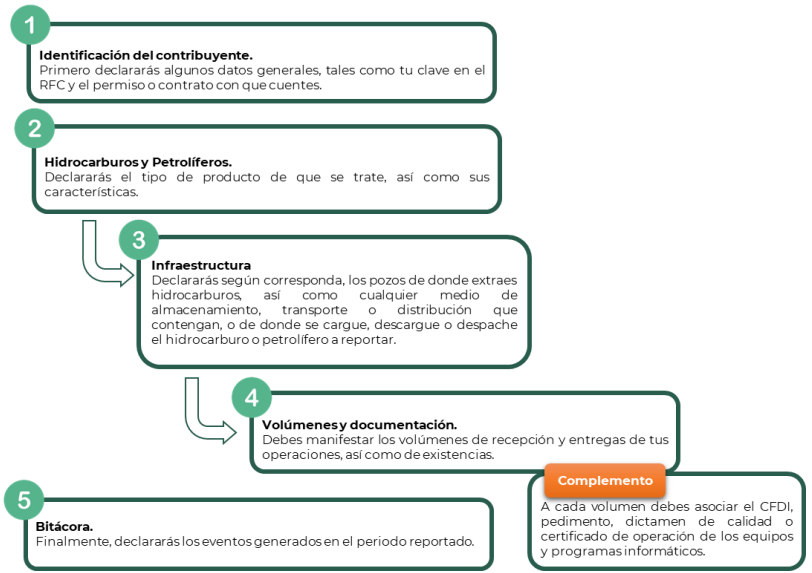 1
Identificación del contribuyente.
Primero declararás algunos datos generales, tales como tu clave en el
RFC y el permiso o contrato con que cuentes.
2
Hidrocarburos y Petrolíferos.
Declararás el tipo de producto de que se trate, así como sus
características.
3
Infraestructura
Declararás según corresponda, los pozos de donde extraes
hidrocarburos, así como cualquier medio de
almacenamiento, transporte o distribución que
contengan, o de donde se cargue, descargue o despache
el hidrocarburo o petrolífero a reportar.
4
Volúmenes y documentación.
Debes manifestar los volúmenes de recepción y entregas de tus
operaciones, así como de existencias.
Complemento
A cada volumen debes asociar el CFDI,
pedimento, dictamen de calidad o
certificado de operación de los equipos
y programas informáticos.
5
Bitácora.
Finalmente, declararás los eventos generados en el periodo reportado.